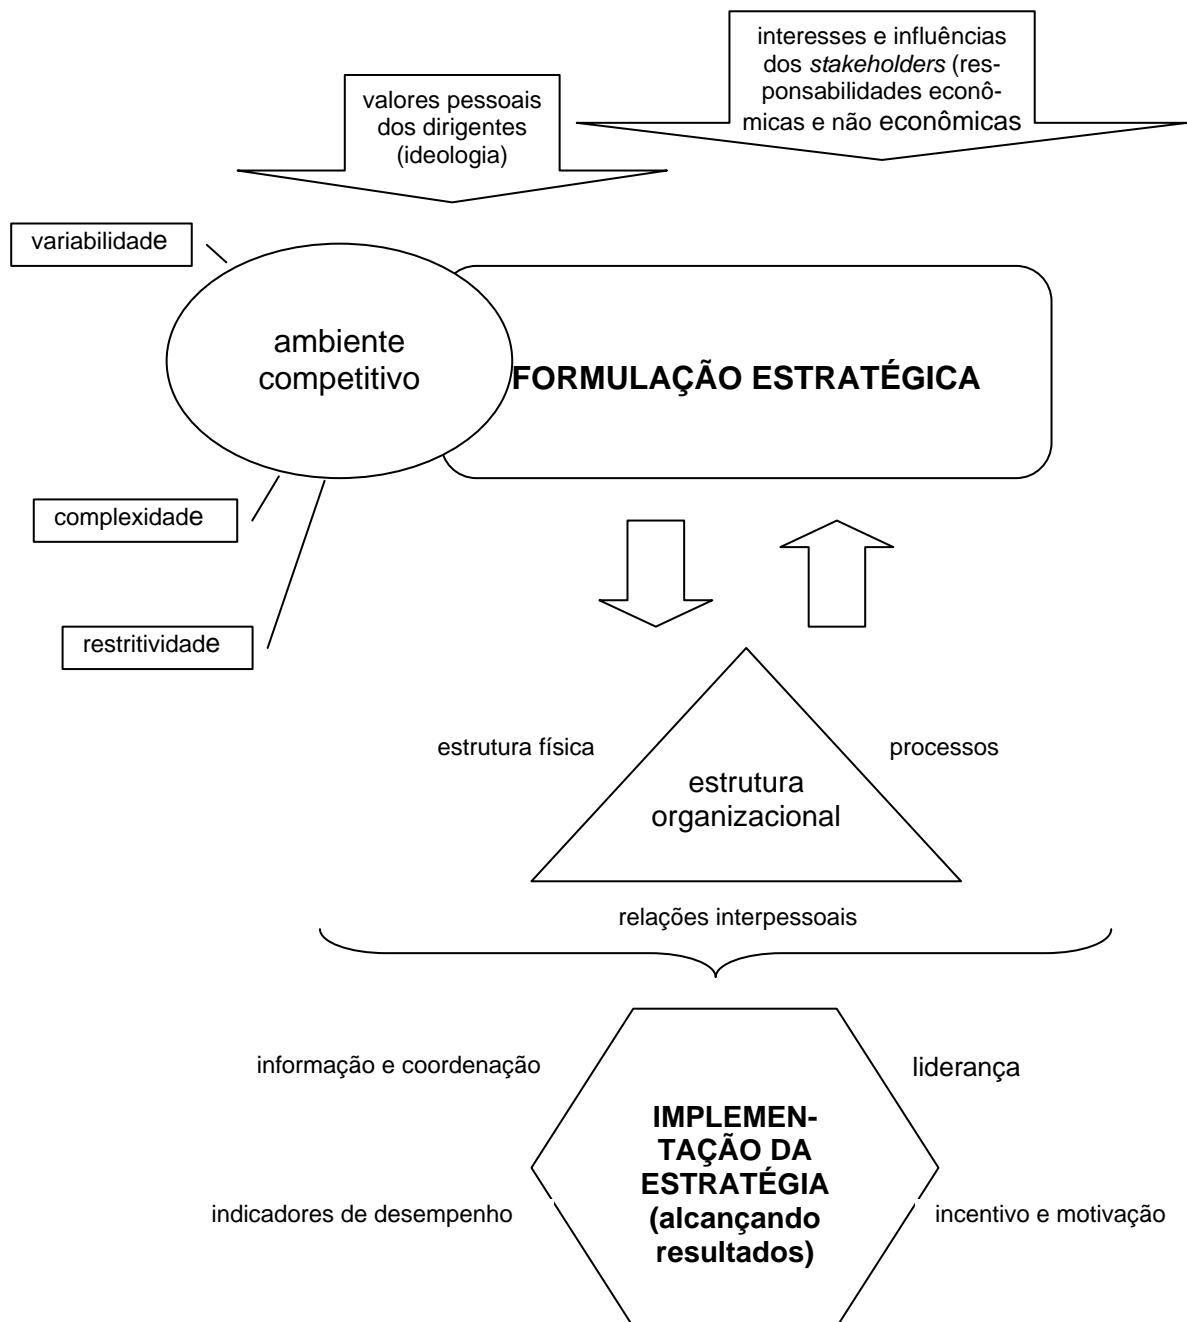 interesses e influências
dos stakeholders (res-
ponsabilidades econô-
micas e não econômicas
valores pessoais
dos dirigentes
(ideologia)
variabilidade
ambiente
competitivo
FORMULAÇÃO ESTRATÉGICA
complexidade
restritividade
estrutura física
processos
estrutura
organizacional
relações interpessoais
informação e coordenação
liderança
IMPLEMEN-
TAÇÃO DA
ESTRATÉGIA
(alcançando
resultados)
indicadores de desempenho
incentivo e motivação